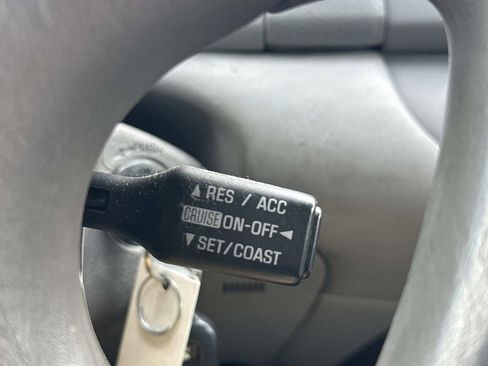 ▲ RES / ACC
CRUISE ON-OFF ◄
▼ SET/COAST